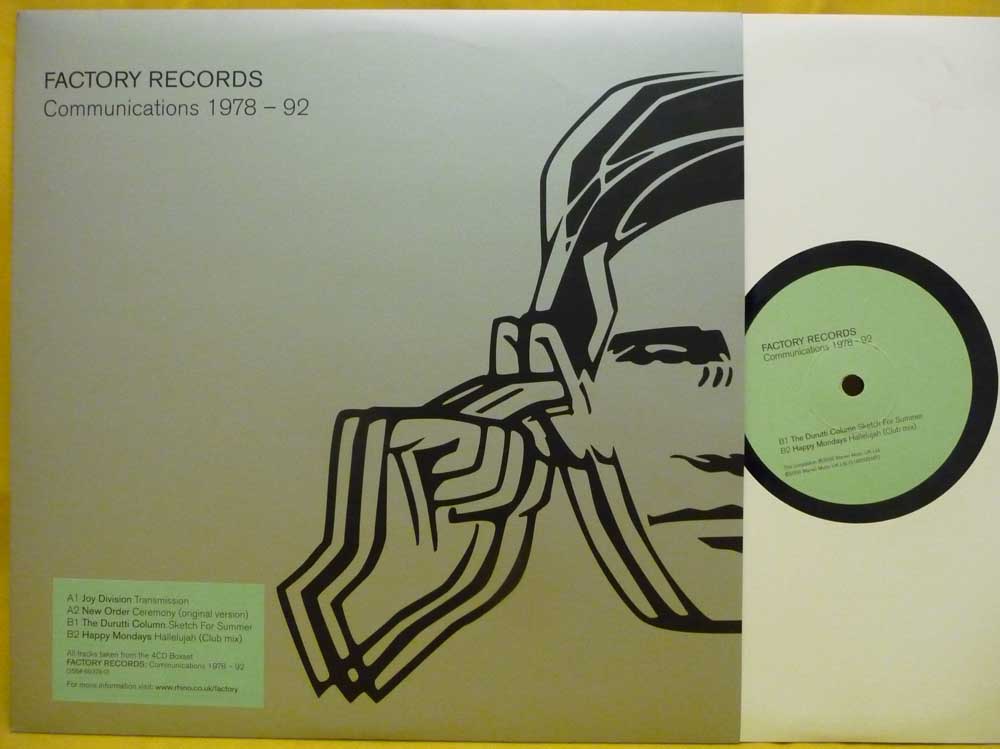 FACTORY RECORDS
Communications 1978 – 92
A1 Joy Division Transmission
A2 New Order Ceremony (original version)
B1 The Durutti Column Sketch For Summer
B2 Happy Mondays Hallelujah (Club mix)
All tracks taken from the 4CD Boxset
FACTORY RECORDS: Communications 1978 – 92
For more information visit: www.rhino.co.uk/factory
FACTORY RECORDS
Communications 1978 – 92
B1 The Durutti Column Sketch For Summer
B2 Happy Mondays Hallelujah (Club mix)